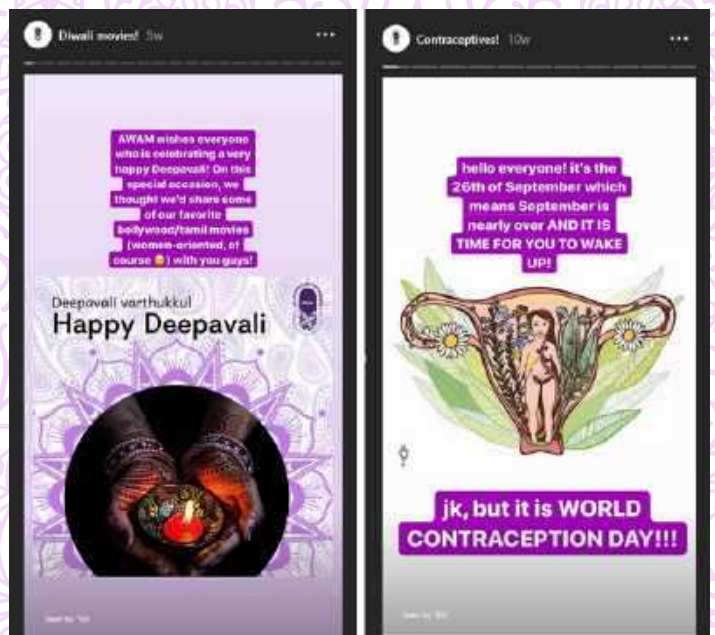 Diwali movies! 5w
AWAM wishes everyone
who is celebrating a very
happy Deepavali! On this
special occasion, we
thought we'd share some
of our favorite
bollywood/tamil movies
(women-oriented, of
course 😉) with you guys!
Deepavali varthukkul
Happy Deepavali
Contraceptives! 10w
hello everyone! it's the
26th of September which
means September is
nearly over AND IT IS
TIME FOR YOU TO WAKE
UP!
jk, but it is WORLD
CONTRACEPTION DAY!!!